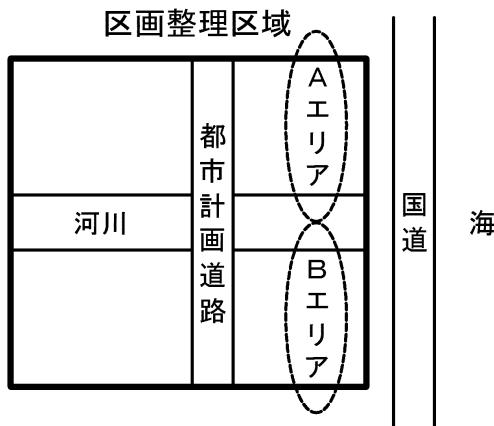 区画整理区域
Aエリア
都市計画道路
河川
国道
海
Bエリア